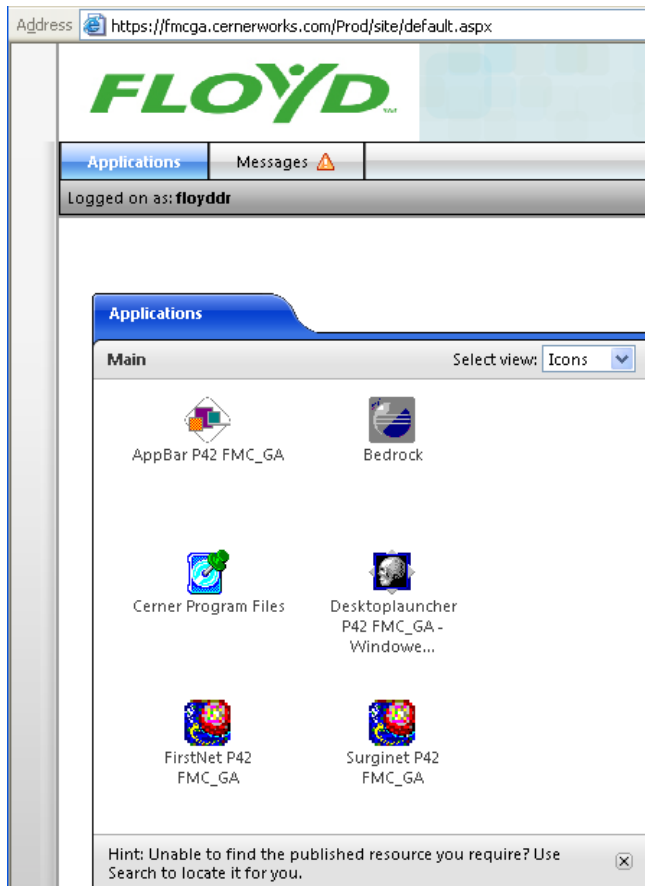 Address https://fmcga.cernerworks.com/Prod/site/default.aspx
FLOYD
Applications Messages
Logged on as: floyddr
Applications
Main Select view: Icons
AppBar P42 FMC_GA Bedrock
Cerner Program Files Desktoplauncher
P42 FMC_GA -
Windowe...
FirstNet P42 Surginet P42
FMC_GA FMC_GA
Hint: Unable to find the published resource you require? Use
Search to locate it for you.